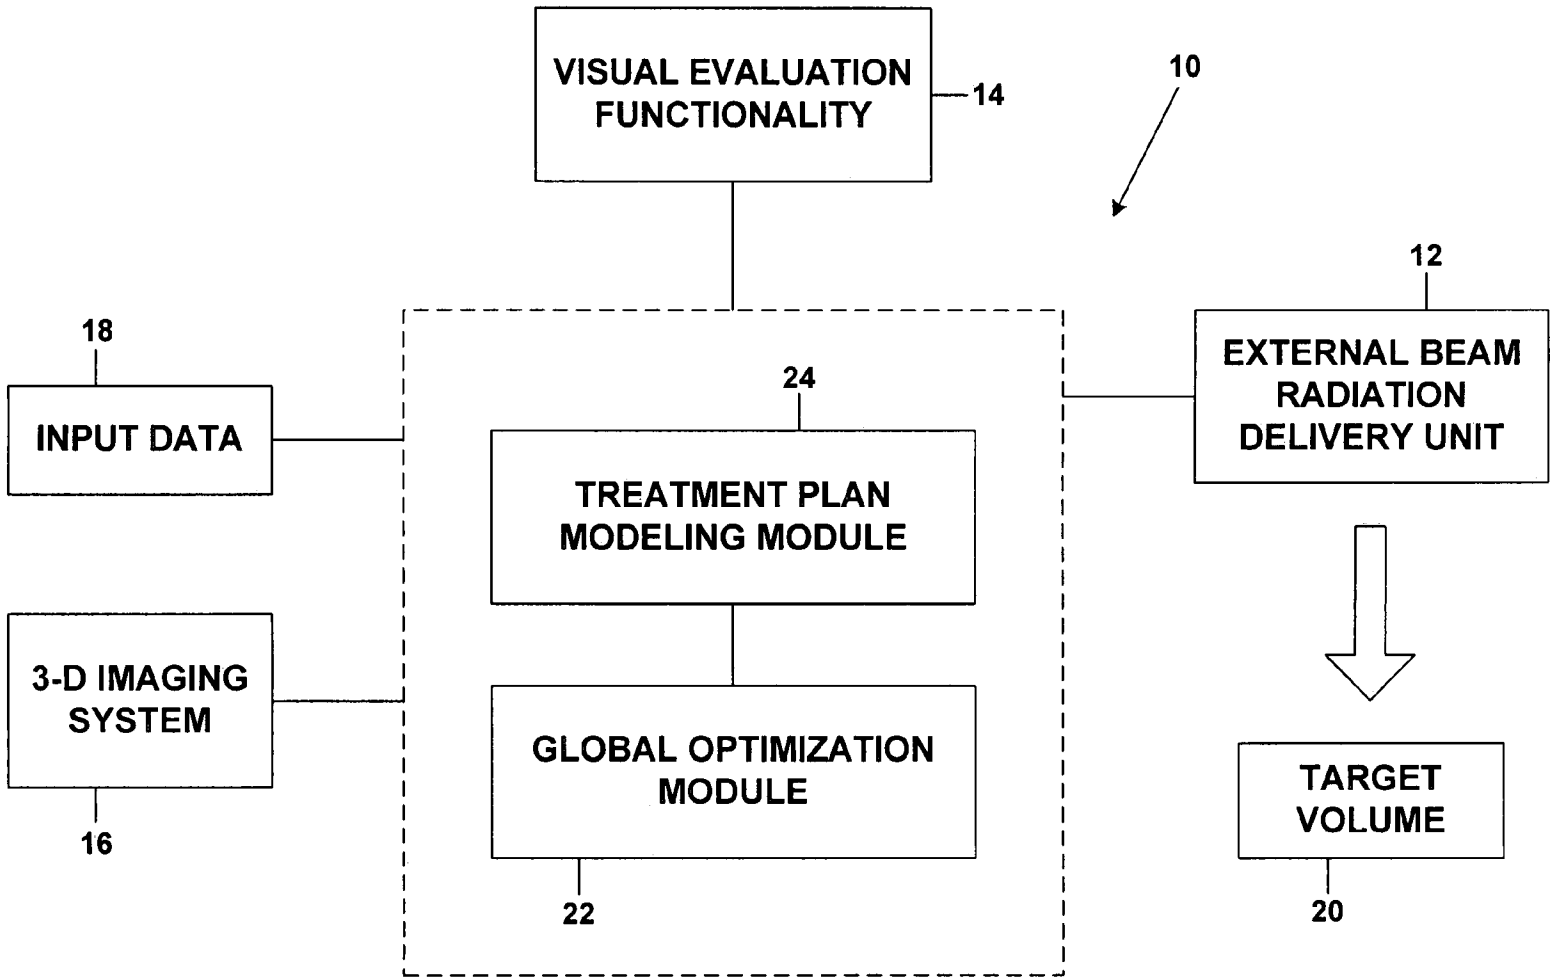 VISUAL EVALUATION
FUNCTIONALITY
14
10
12
EXTERNAL BEAM
RADIATION
DELIVERY UNIT
18
INPUT DATA
24
TREATMENT PLAN
MODELING MODULE
3-D IMAGING
SYSTEM
16
GLOBAL OPTIMIZATION
MODULE
22
TARGET
VOLUME
20